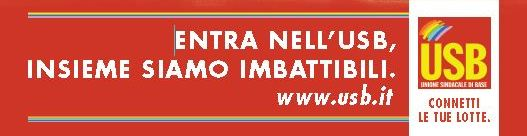 ENTRA NELL'USB,
INSIEME SIAMO IMBATTIBILI.
www.usb.it
USB
UNIONE SINDACALE DI BASE
CONNETTI
LE TUE LOTTE.